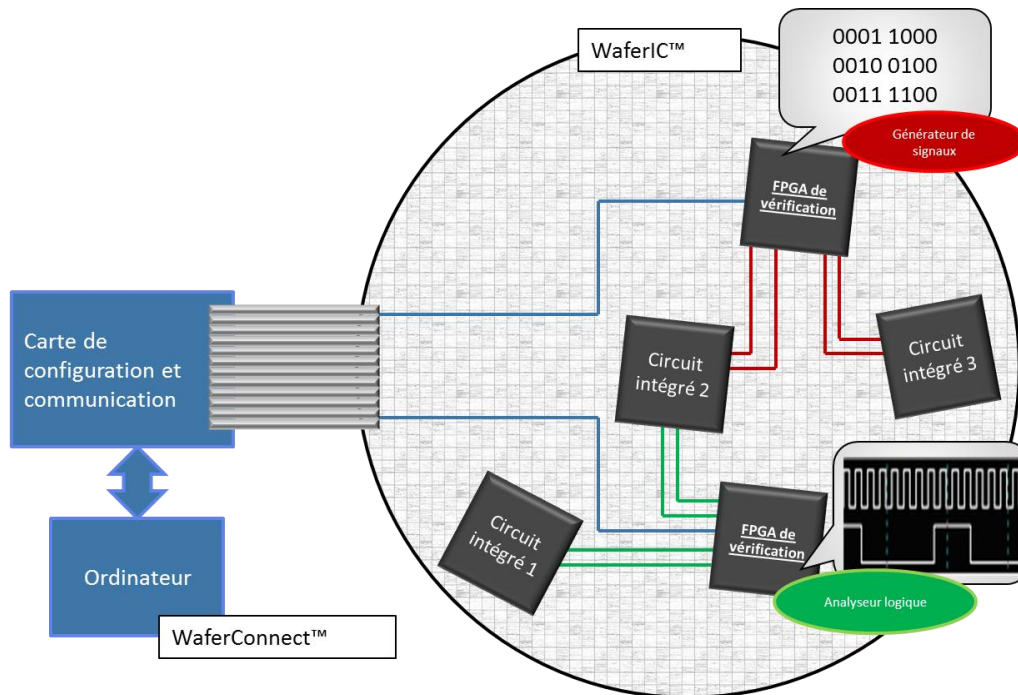 WaferIC™
0001 1000
0010 0100
0011 1100
Générateur de
signaux
FPGA de
vérification
Carte de
configuration et
communication
Circuit
intégré 2
Circuit
intégré 3
Circuit
intégré 1
FPGA de
vérification
Ordinateur
Analyseur logique
WaferConnect™